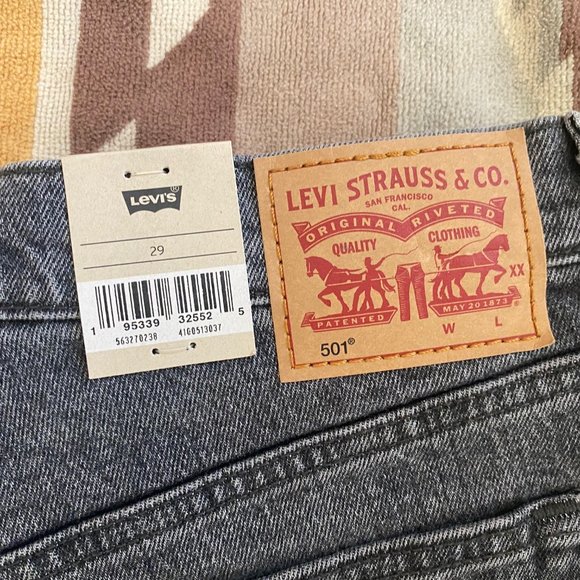 LEVI'S®
29
1 95339 32552 5
563270238 41G0513037
LEVI STRAUSS & CO.
SAN FRANCISCO
CAL.
ORIGINAL RIVETED
QUALITY CLOTHING
XX
PATENTED MAY 20 1873
501® W L